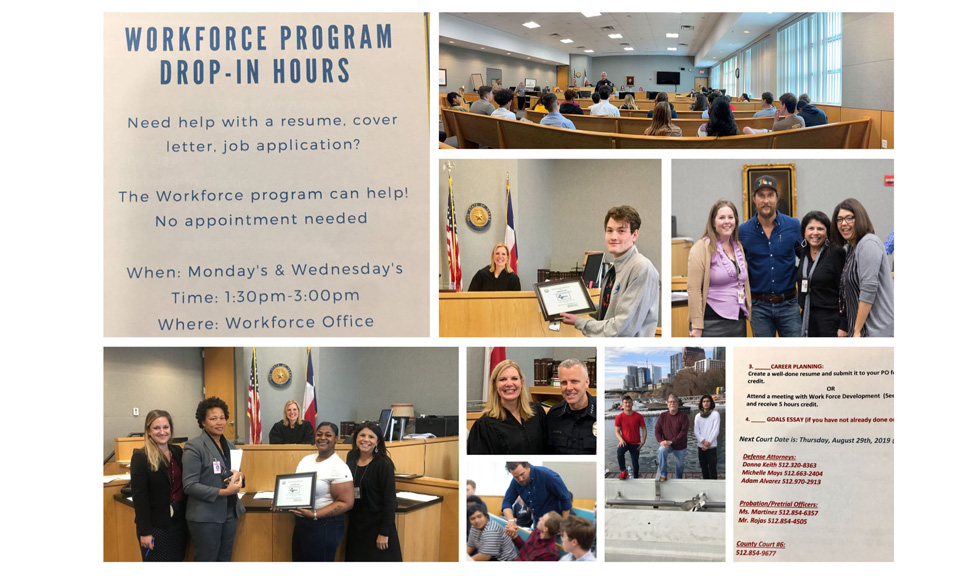 WORKFORCE PROGRAM
DROP-IN HOURS
Need help with a resume, cover
letter, job application?
The Workforce program can help!
No appointment needed
When: Monday's & Wednesday's
Time: 1:30pm-3:00pm
Where: Workforce Office
3. _____CAREER PLANNING:
Create a well-done resume and submit it to your PO
credit.
OR
Attend a meeting with Work Force Development
and receive 5 hours credit.
4. _____ GOALS ESSAY (if you have not already done
Next Court Date is: Thursday, August 29th, 2019
Defense Attorneys:
Donna Keith 512.320-8363
Michelle Mays 512.663-2404
Adam Alvarez 512.970-2913
Probation/Pretrial Officers:
Ms. Martinez 512.854-6357
Mr. Rojas 512.854-4505
County Court #6:
512.854-9677